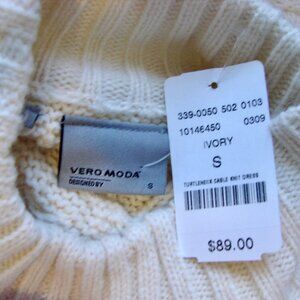 VERO MODA
DESIGNED BY
S
339-0050 502 0103
10146450 0309
IVORY
S
TURTLENECK CABLE KNIT DRESS
$89.00